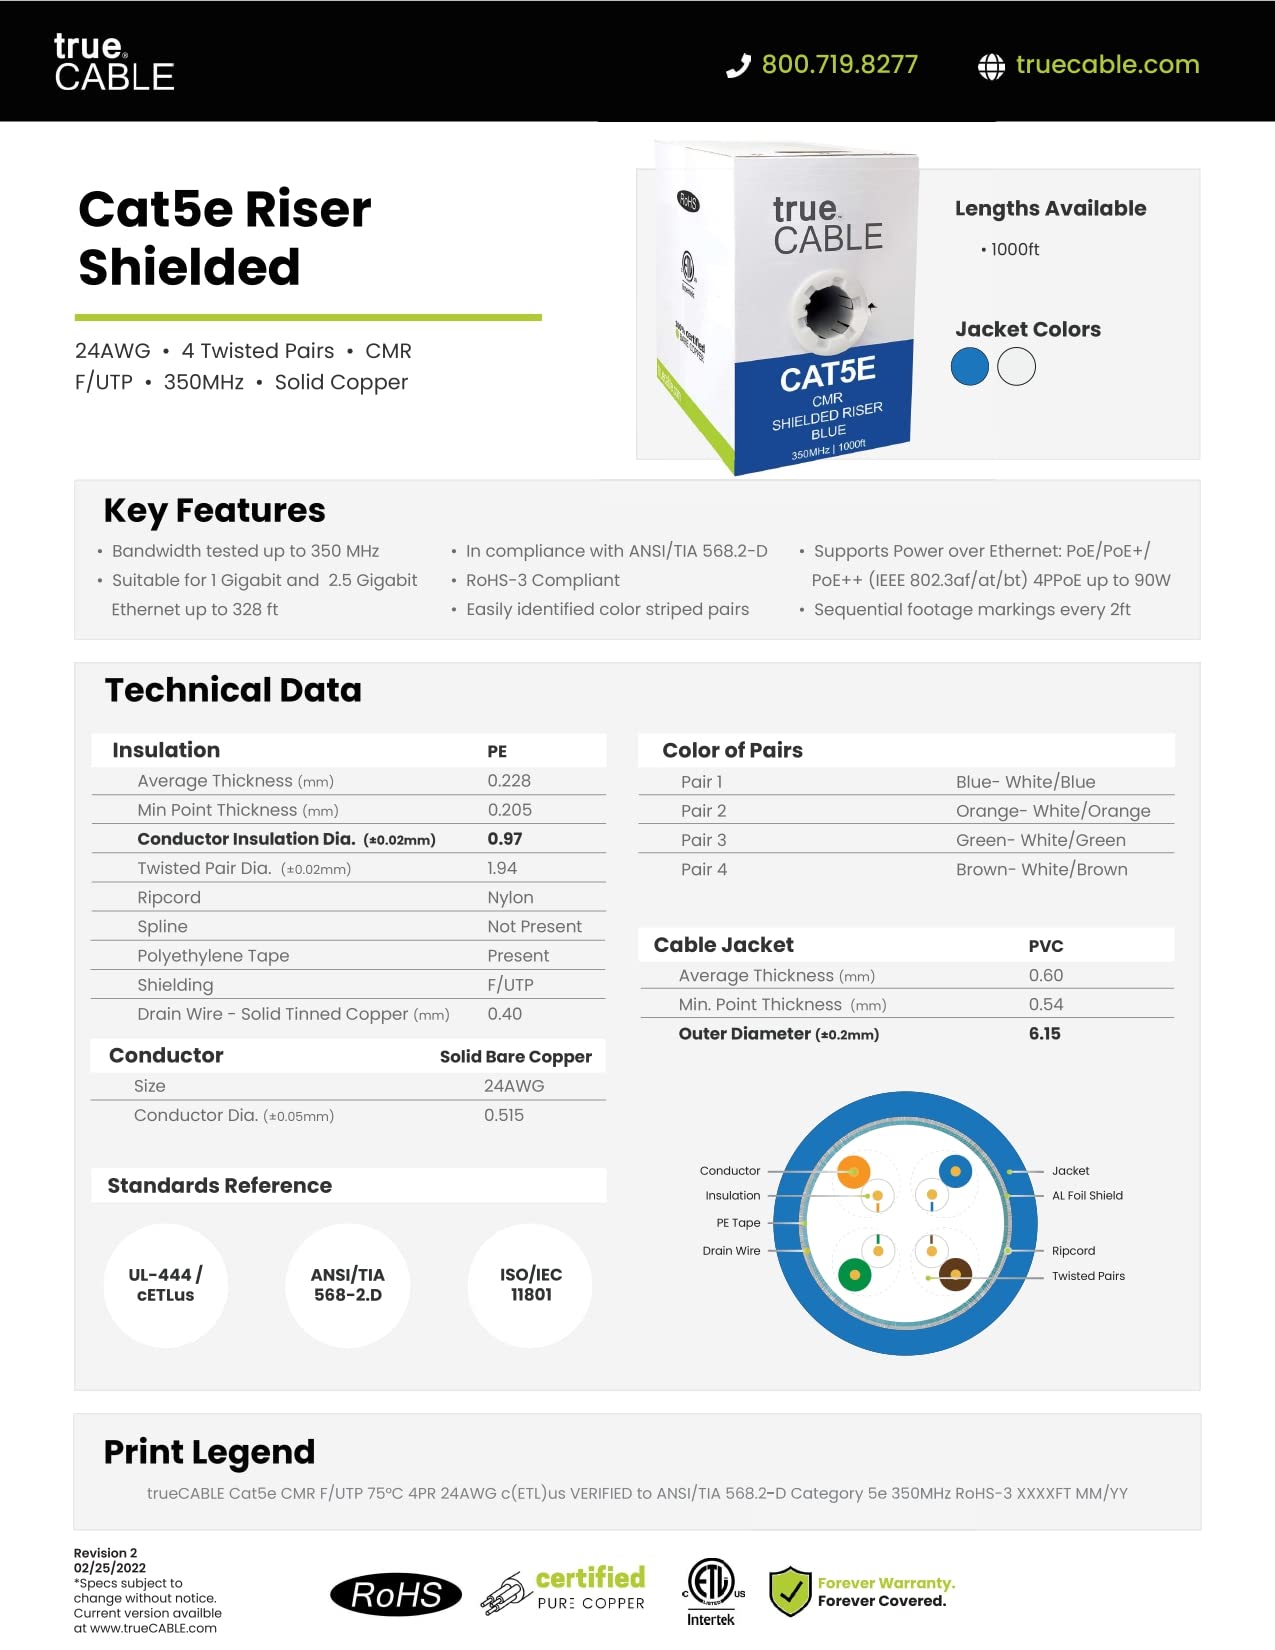 true®
CABLE
800.719.8277
truecable.com
Cat5e Riser
Shielded
24AWG • 4 Twisted Pairs • CMR
F/UTP • 350MHz • Solid Copper
RoHS
Intertek
100% certified
BARE COPPER
true
CABLE
CAT5E
CMR
SHIELDED RISER
BLUE
350MHz | 1000ft
Lengths Available
• 1000ft
Jacket Colors
Key Features
• Bandwidth tested up to 350 MHz
• Suitable for 1 Gigabit and 2.5 Gigabit
Ethernet up to 328 ft
• In compliance with ANSI/TIA 568.2-D
• RoHS-3 Compliant
• Easily identified color striped pairs
• Supports Power over Ethernet: PoE/PoE+/
PoE++ (IEEE 802.3af/at/bt) 4PPoE up to 90W
• Sequential footage markings every 2ft
Technical Data
Insulation PE
Average Thickness (mm) 0.228
Min Point Thickness (mm) 0.205
Conductor Insulation Dia. (±0.02mm) 0.97
Twisted Pair Dia. (±0.02mm) 1.94
Ripcord Nylon
Spline Not Present
Polyethylene Tape Present
Shielding F/UTP
Drain Wire - Solid Tinned Copper (mm) 0.40
Conductor Solid Bare Copper
Size 24AWG
Conductor Dia. (±0.05mm) 0.515
Standards Reference
UL-444 /
cETLus
ANSI/TIA
568-2.D
ISO/IEC
11801
Color of Pairs
Pair 1 Blue- White/Blue
Pair 2 Orange- White/Orange
Pair 3 Green- White/Green
Pair 4 Brown- White/Brown
Cable Jacket PVC
Average Thickness (mm) 0.60
Min. Point Thickness (mm) 0.54
Outer Diameter (±0.2mm) 6.15
Conductor
Insulation
PE Tape
Drain Wire
Jacket
AL Foil Shield
Ripcord
Twisted Pairs
Print Legend
trueCABLE Cat5e CMR F/UTP 75ºC 4PR 24AWG c(ETL)us VERIFIED to ANSI/TIA 568.2-D Category 5e 350MHz RoHS-3 XXXXFT MM/YY
Revision 2
02/25/2022
*Specs subject to
change without notice.
Current version availble
at www.trueCABLE.com
RoHS
certified
PURE COPPER
C ETL US
LISTED
Intertek
Forever Warranty.
Forever Covered.